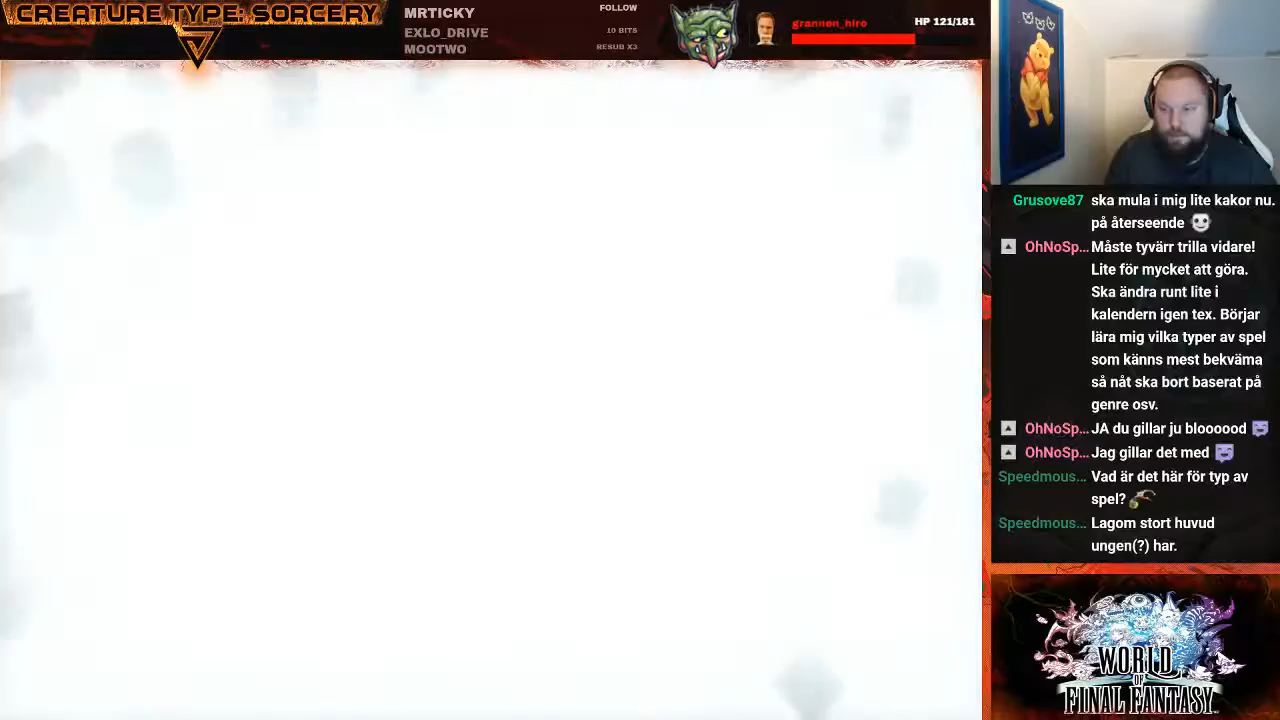 CREATURE TYPE: SORCERY
MRTICKY
FOLLOW
EXLO_DRIVE
10 BITS
MOOTWO
RESUB X3
grannen_hiro
HP 121/181
Grusove87 ska mula i mig lite kakor nu.
på återseende
OhNoSp... Måste tyvärr trilla vidare!
Lite för mycket att göra.
Ska ändra runt lite i
kalendern igen tex. Börjar
lära mig vilka typer av spel
som känns mest bekväma
så nåt ska bort baserat på
genre osv.
OhNoSp... JA du gillar ju bloooood
OhNoSp... Jag gillar det med
Speedmous... Vad är det här för typ av
spel?
Speedmous... Lagom stort huvud
ungen(?) har.
WORLD
OF
FINAL FANTASY